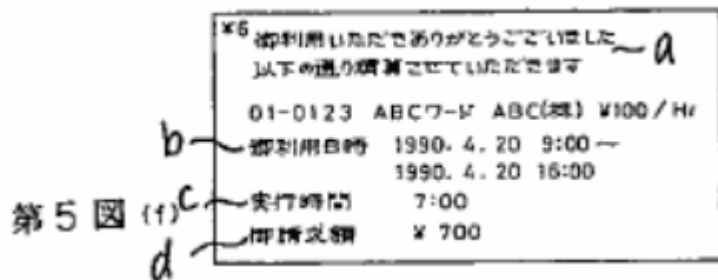 *6 御利用いただきありがとうございました a
以下の通り精算させていただきます
01-0123 ABCワード ABC(株) ¥100/Hr
b 御利用日時 1990.4.20 9:00〜
1990.4.20 16:00
第5図(f) c 実行時間 7:00
d 御請求額 ¥700